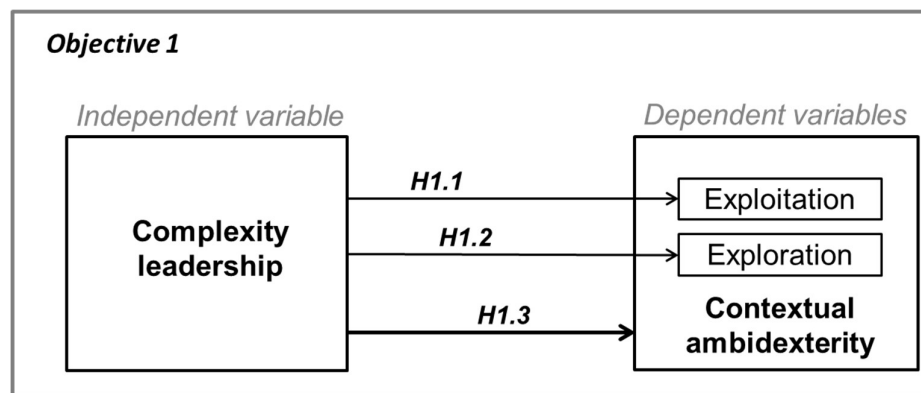 Objective 1
Independent variable
Dependent variables
H1.1
Exploitation
Complexity
leadership
H1.2
Exploration
H1.3
Contextual
ambidexterity